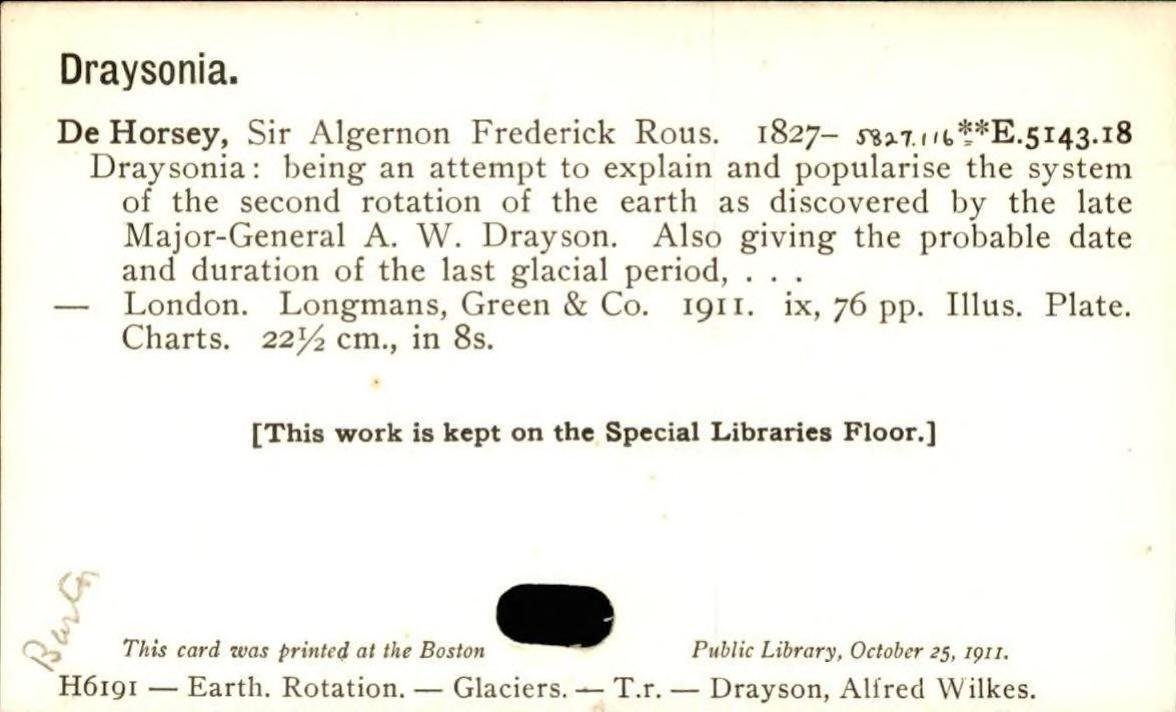 Draysonia.
De Horsey, Sir Algernon Frederick Rous. 1827– 5827.116 **E.5143.18
Draysonia: being an attempt to explain and popularise the system
of the second rotation of the earth as discovered by the late
Major-General A. W. Drayson. Also giving the probable date
and duration of the last glacial period, . . .
— London. Longmans, Green & Co. 1911. ix, 76 pp. Illus. Plate.
Charts. 22½ cm., in 8s.
[This work is kept on the Special Libraries Floor.]
This card was printed at the Boston Public Library, October 25, 1911.
H6191 — Earth. Rotation. — Glaciers. — T.r. — Drayson, Alfred Wilkes.